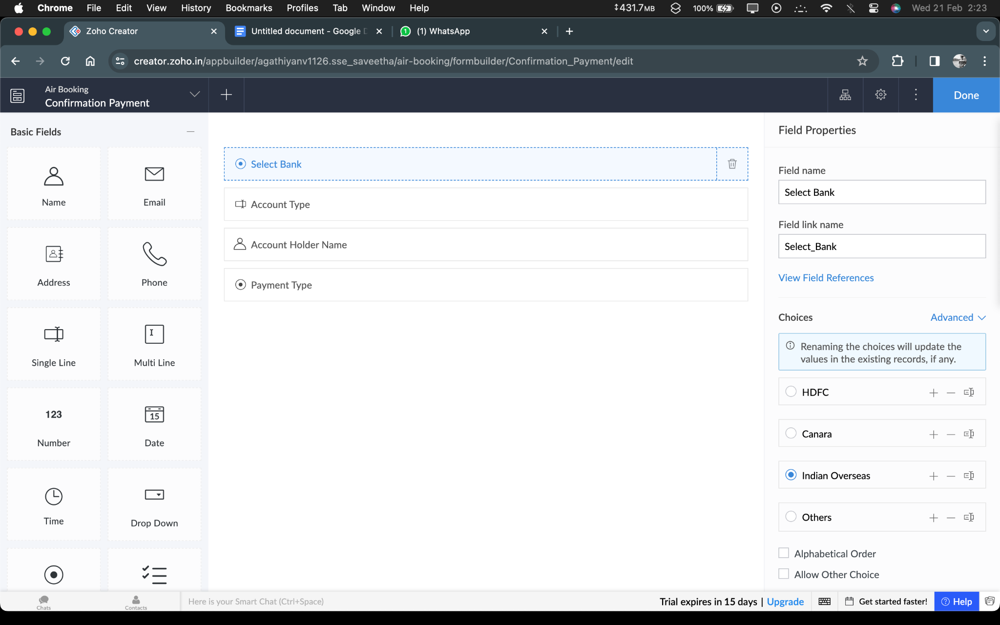 Chrome File Edit View History Bookmarks Profiles Tab Window Help 431.7MB 100% Wed 21 Feb 2:23
Zoho Creator
Untitled document - Google
(1) WhatsApp
creator.zoho.in/appbuilder/agathiyanv1126.sse_saveetha/air-booking/formbuilder/Confirmation_Payment/edit
Air Booking
Confirmation Payment
Done
Basic Fields
Name
Email
Address
Phone
Single Line
Multi Line
123
Number
15
Date
Time
Drop Down
Select Bank
Account Type
Account Holder Name
Payment Type
Field Properties
Field name
Select Bank
Field link name
Select_Bank
View Field References
Choices
Advanced
Renaming the choices will update the
values in the existing records, if any.
HDFC
Canara
Indian Overseas
Others
Alphabetical Order
Allow Other Choice
Chats
Contacts
Here is your Smart Chat (Ctrl+Space)
Trial expires in 15 days | Upgrade
Get started faster!
Help